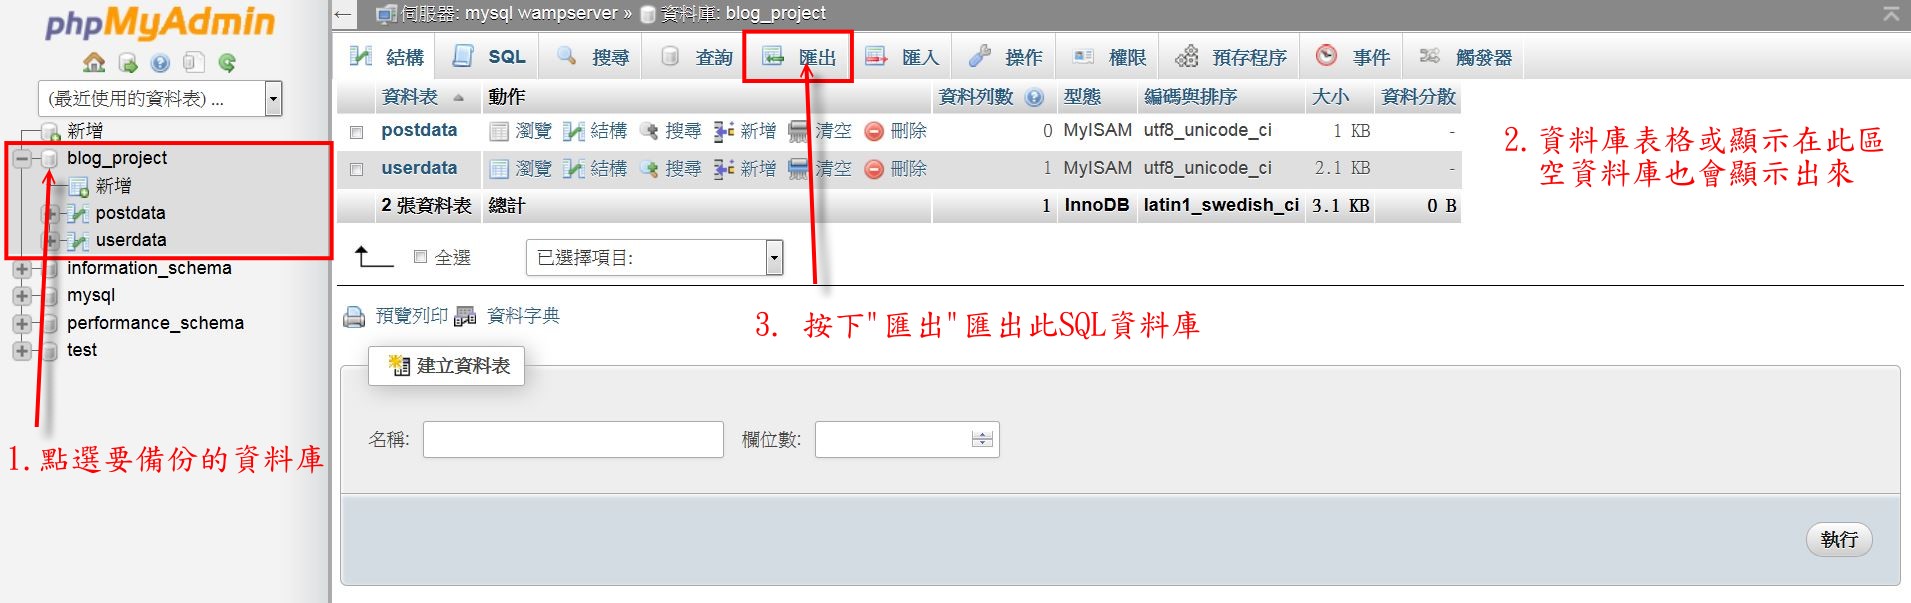 phpMyAdmin
(最近使用的資料表) ...
新增
blog_project
新增
postdata
userdata
information_schema
mysql
performance_schema
test
1.點選要備份的資料庫
← 伺服器: mysql wampserver » 資料庫: blog_project
結構 SQL 搜尋 查詢 匯出 匯入 操作 權限 預存程序 事件 觸發器
資料表 動作 資料列數 型態 編碼與排序 大小 資料分散
postdata 瀏覽 結構 搜尋 新增 清空 刪除 0 MyISAM utf8_unicode_ci 1 KB -
userdata 瀏覽 結構 搜尋 新增 清空 刪除 1 MyISAM utf8_unicode_ci 2.1 KB -
2 張資料表 總計 1 InnoDB latin1_swedish_ci 3.1 KB 0 B
2.資料庫表格或顯示在此區
空資料庫也會顯示出來
全選 已選擇項目:
預覽列印 資料字典
3. 按下"匯出"匯出此SQL資料庫
建立資料表
名稱: 欄位數:
執行